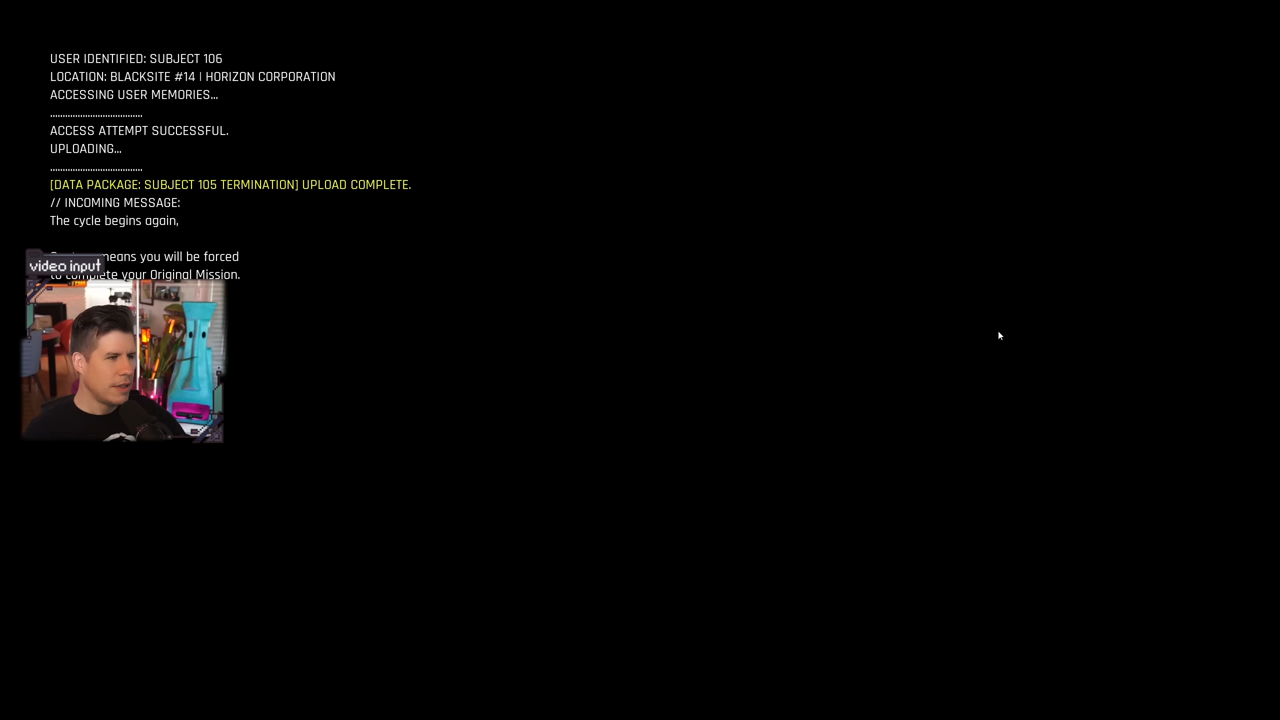 USER IDENTIFIED: SUBJECT 106
LOCATION: BLACKSITE #14 | HORIZON CORPORATION
ACCESSING USER MEMORIES...
.....................................
ACCESS ATTEMPT SUCCESSFUL.
UPLOADING...
.....................................
[DATA PACKAGE: SUBJECT 105 TERMINATION] UPLOAD COMPLETE.
// INCOMING MESSAGE:
The cycle begins again,
means you will be forced
video input
to complete your Original Mission.